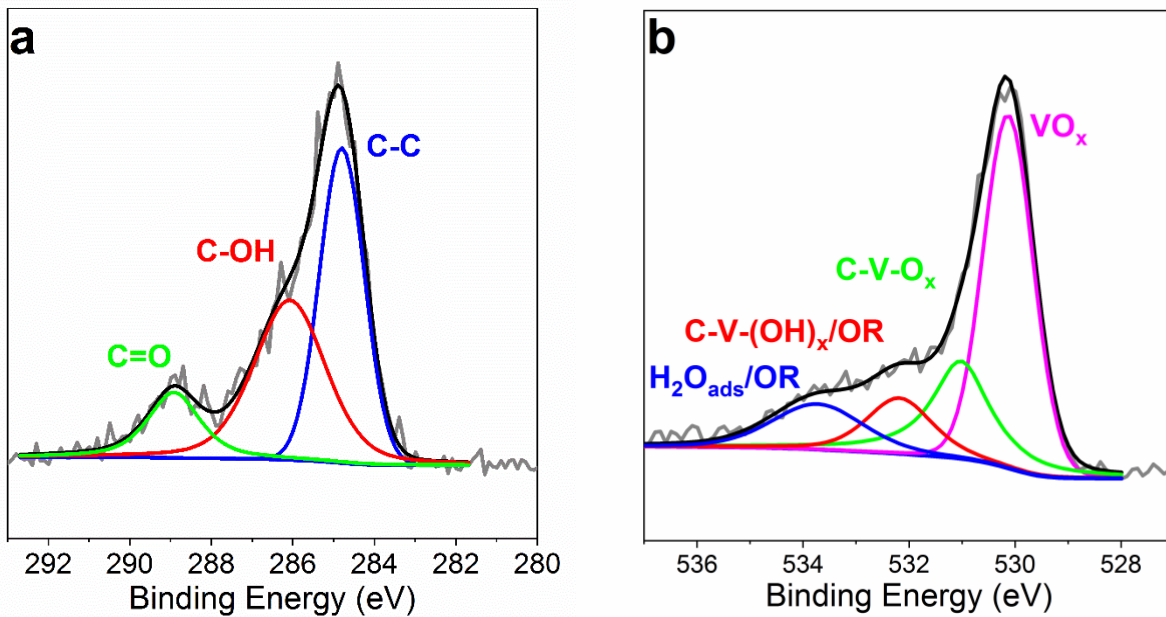 a
C-C
C-OH
C=O
292 290 288 286 284 282 280
Binding Energy (eV)
b
VOₓ
C-V-Oₓ
C-V-(OH)ₓ/OR
H₂Oₐdₛ/OR
536 534 532 530 528
Binding Energy (eV)